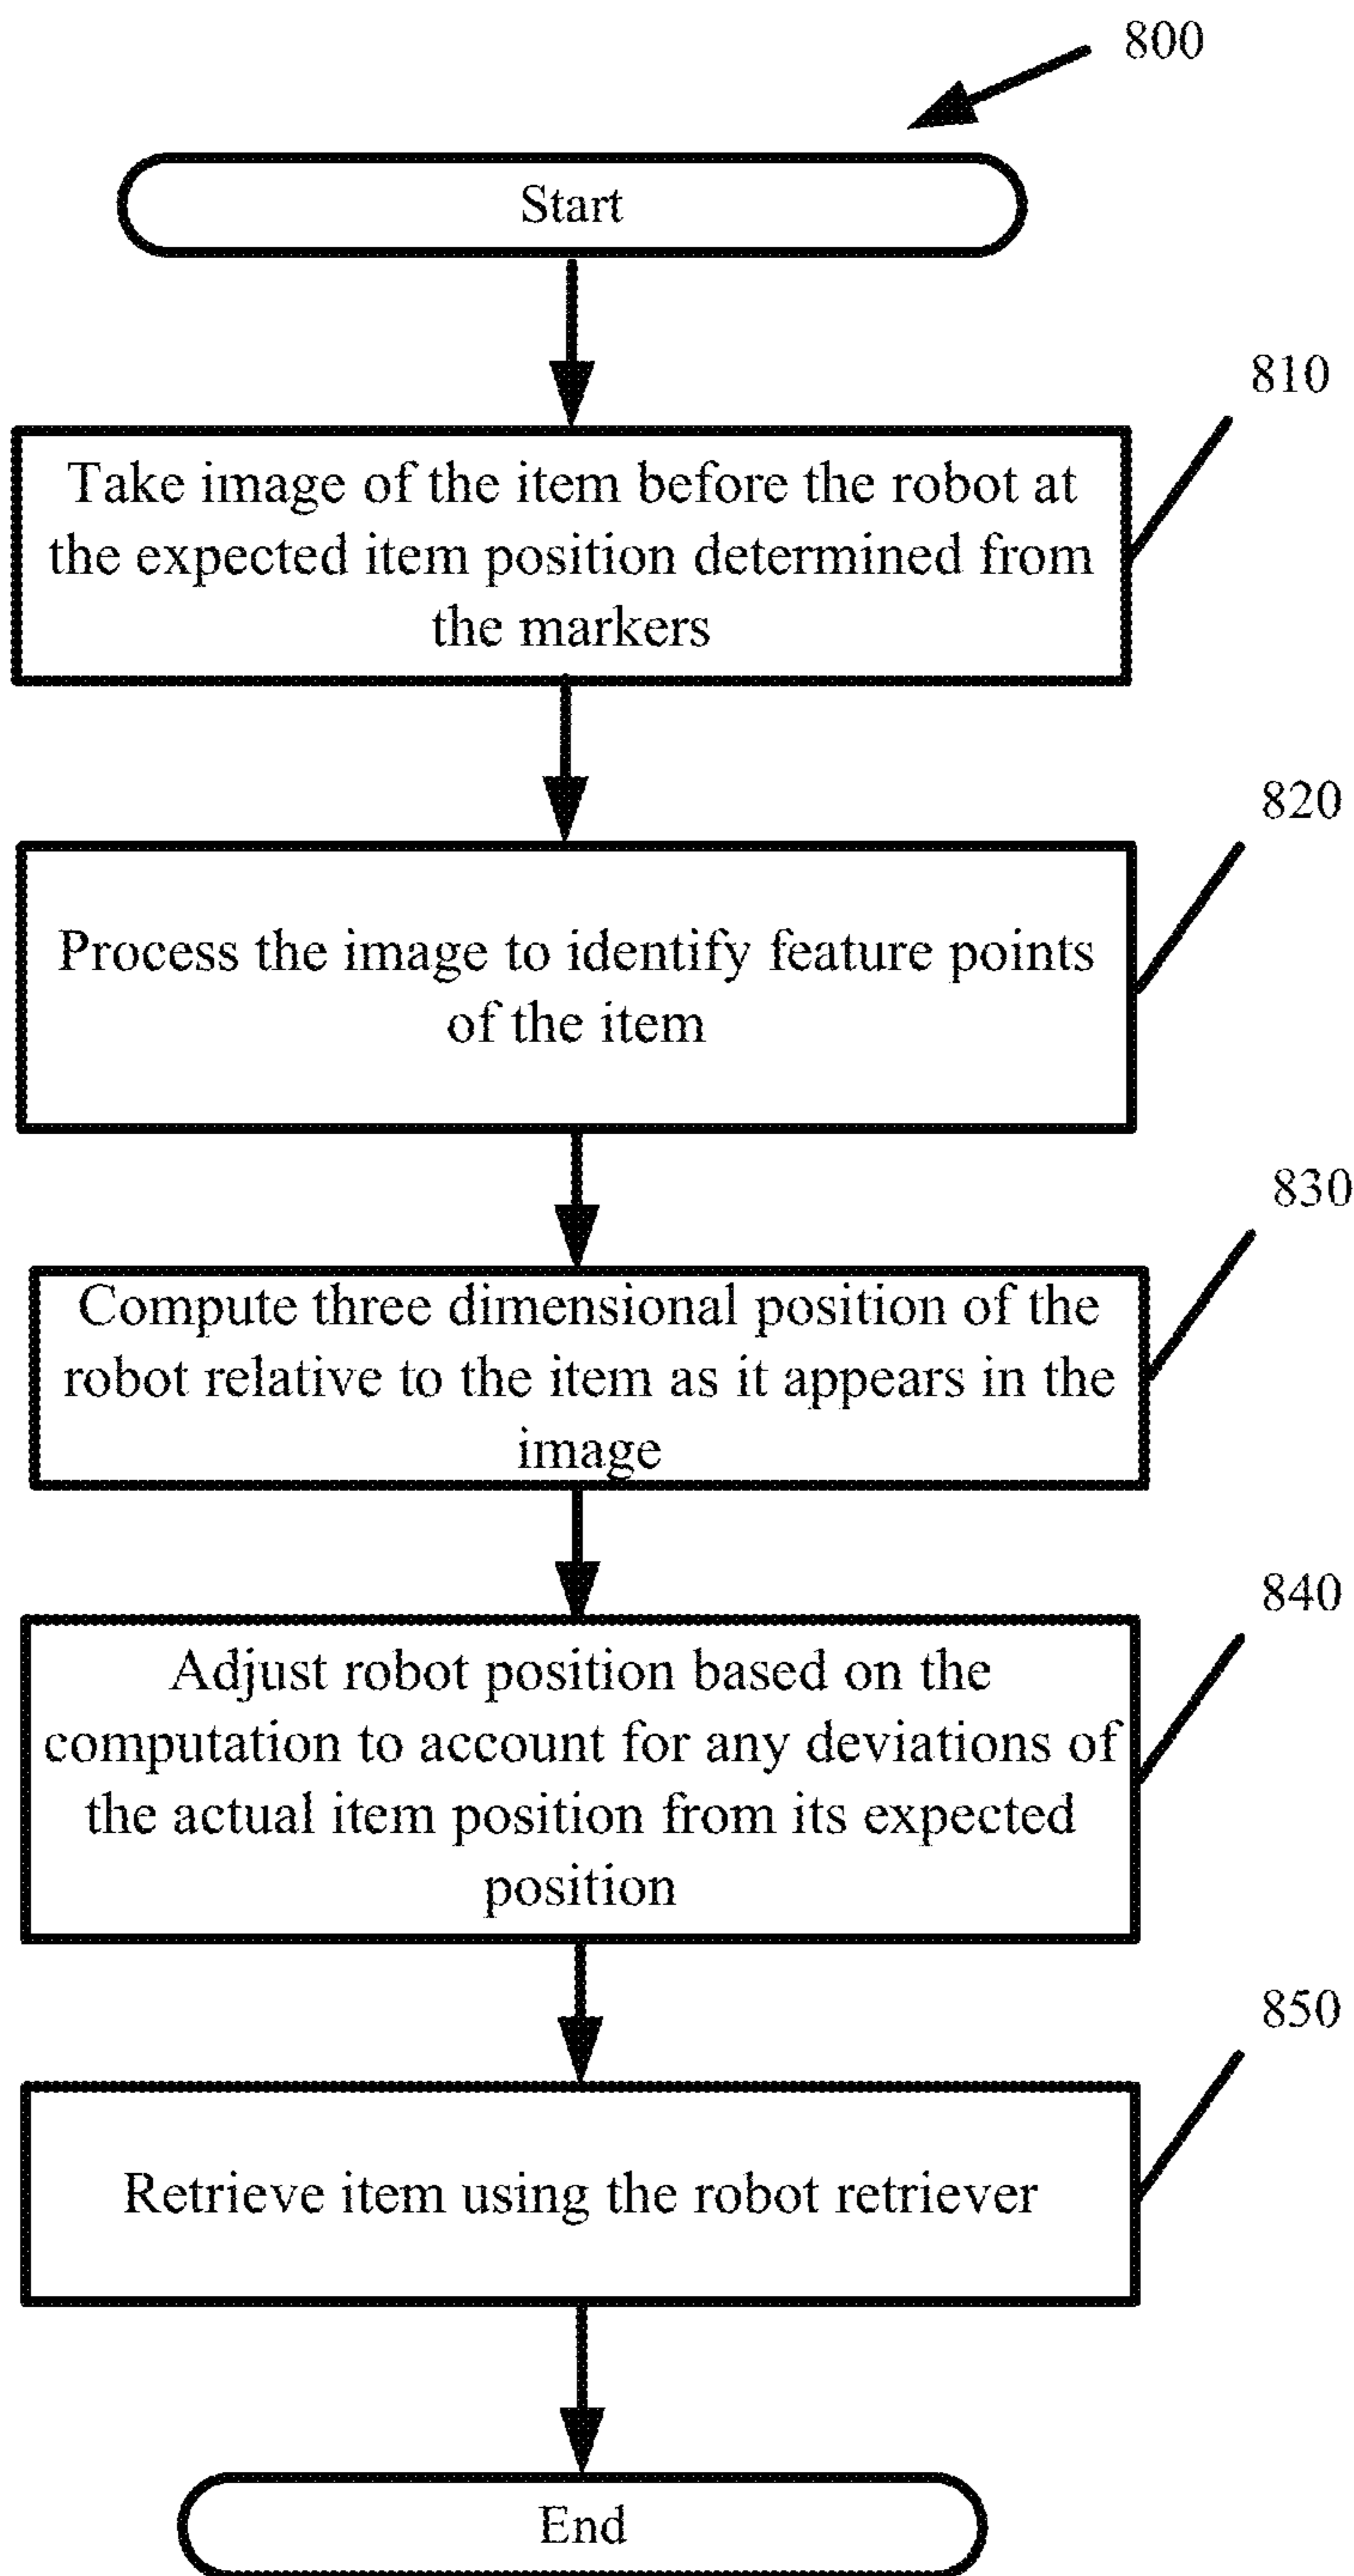 800
Start
810
Take image of the item before the robot at
the expected item position determined from
the markers
820
Process the image to identify feature points
of the item
830
Compute three dimensional position of the
robot relative to the item as it appears in the
image
840
Adjust robot position based on the
computation to account for any deviations of
the actual item position from its expected
position
850
Retrieve item using the robot retriever
End